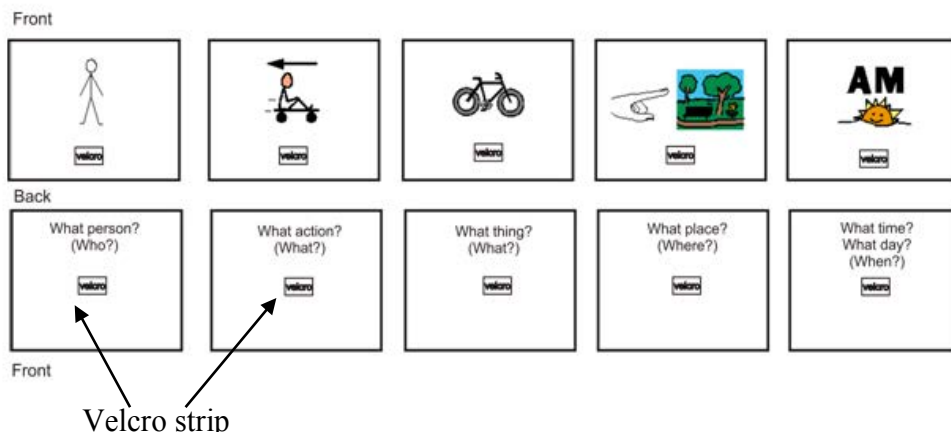 Front
AM
velcro velcro velcro velcro velcro
Back
What person?
(Who?)
velcro
What action?
(What?)
velcro
What thing?
(What?)
velcro
What place?
(Where?)
velcro
What time?
What day?
(When?)
velcro
Front
Velcro strip